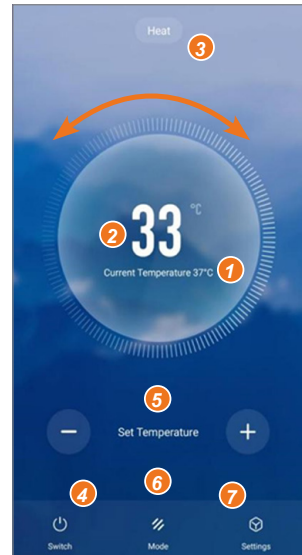 Heat
3
2
33 °C
Current Temperature 37°C
1
5
− Set Temperature +
4
6
7
Switch Mode Settings